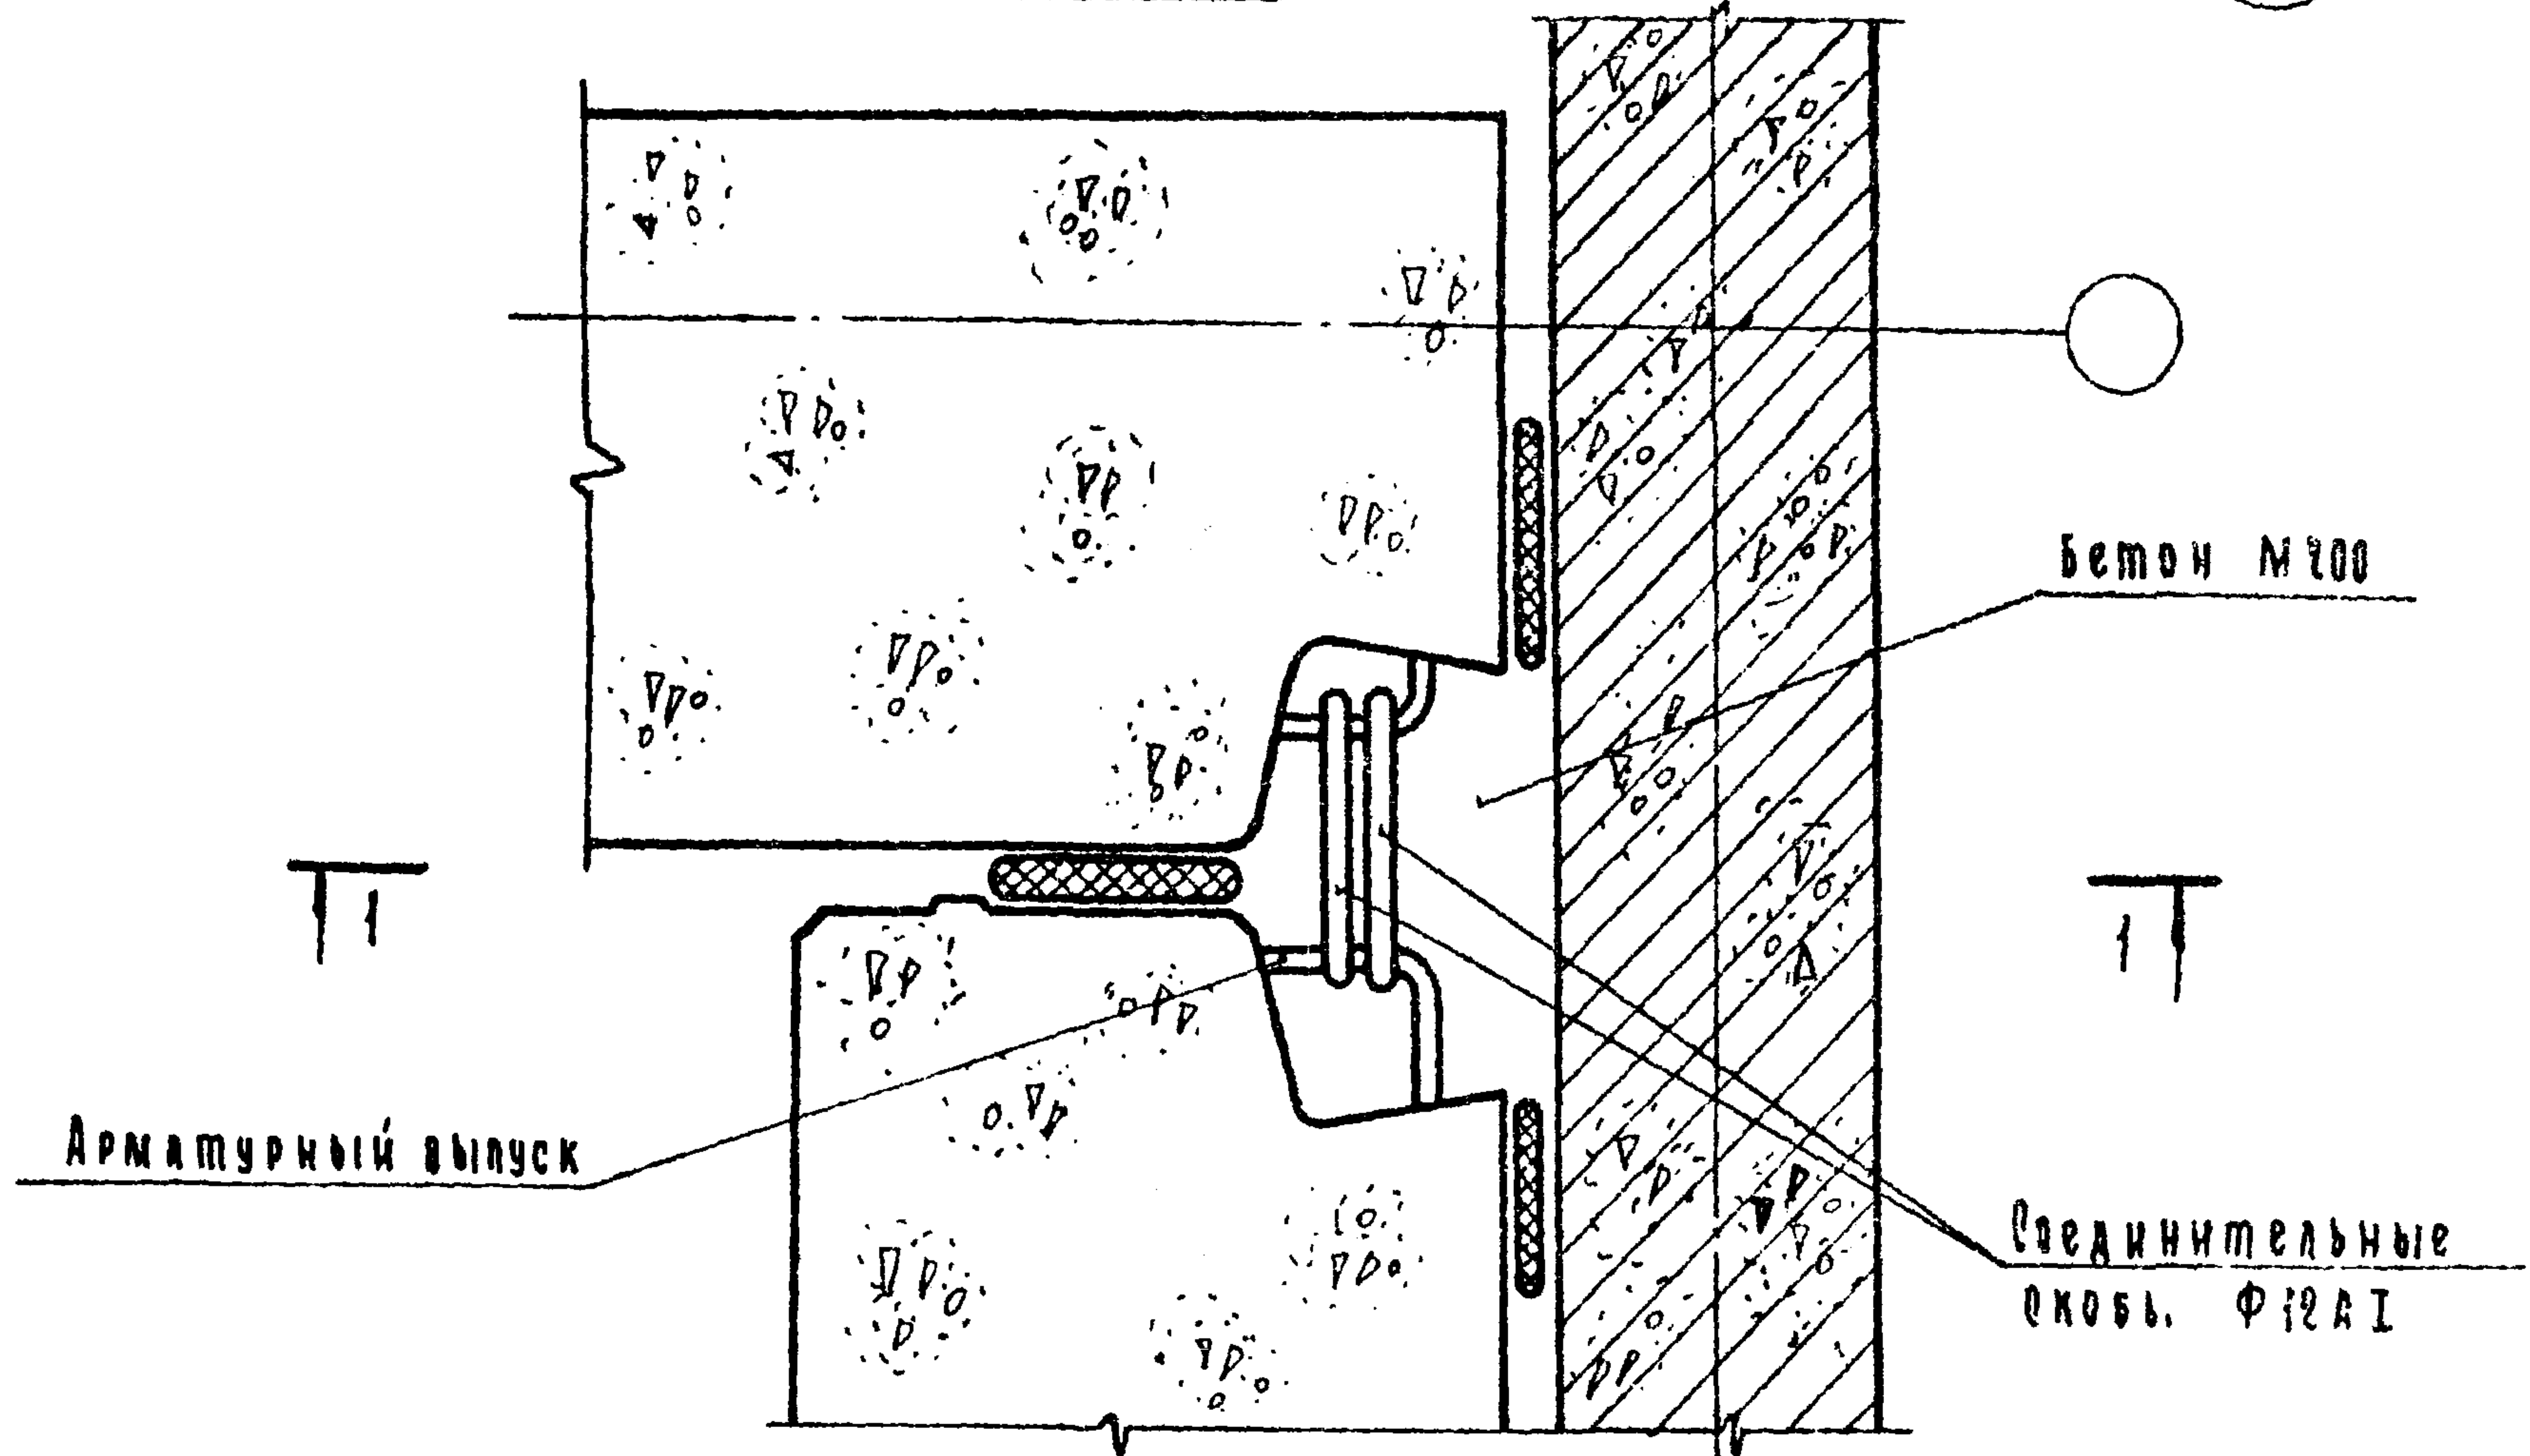 Бетон М200
1
1
Арматурный выпуск
Соединительные
скобы Ф12АI